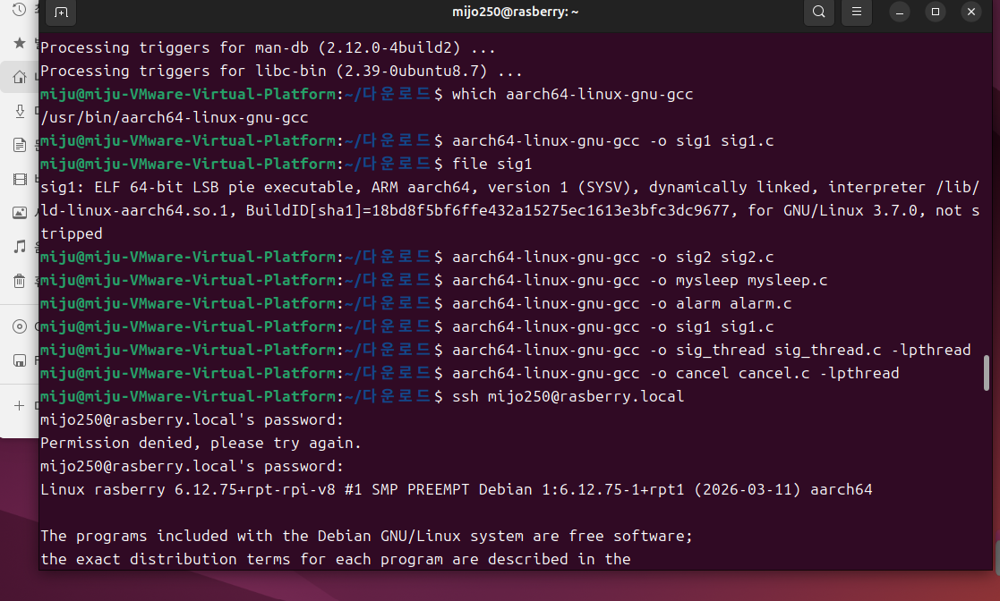 mijo250@rasberry: ~
Processing triggers for man-db (2.12.0-4build2) ...
Processing triggers for libc-bin (2.39-0ubuntu8.7) ...
miju@miju-VMware-Virtual-Platform:~/다운로드$ which aarch64-linux-gnu-gcc
/usr/bin/aarch64-linux-gnu-gcc
miju@miju-VMware-Virtual-Platform:~/다운로드$ aarch64-linux-gnu-gcc -o sig1 sig1.c
miju@miju-VMware-Virtual-Platform:~/다운로드$ file sig1
sig1: ELF 64-bit LSB pie executable, ARM aarch64, version 1 (SYSV), dynamically linked, interpreter /lib/
ld-linux-aarch64.so.1, BuildID[sha1]=18bd8f5bf6ffe432a15275ec1613e3bfc3dc9677, for GNU/Linux 3.7.0, not s
tripped
miju@miju-VMware-Virtual-Platform:~/다운로드$ aarch64-linux-gnu-gcc -o sig2 sig2.c
miju@miju-VMware-Virtual-Platform:~/다운로드$ aarch64-linux-gnu-gcc -o mysleep mysleep.c
miju@miju-VMware-Virtual-Platform:~/다운로드$ aarch64-linux-gnu-gcc -o alarm alarm.c
miju@miju-VMware-Virtual-Platform:~/다운로드$ aarch64-linux-gnu-gcc -o sig1 sig1.c
miju@miju-VMware-Virtual-Platform:~/다운로드$ aarch64-linux-gnu-gcc -o sig_thread sig_thread.c -lpthread
miju@miju-VMware-Virtual-Platform:~/다운로드$ aarch64-linux-gnu-gcc -o cancel cancel.c -lpthread
miju@miju-VMware-Virtual-Platform:~/다운로드$ ssh mijo250@rasberry.local
mijo250@rasberry.local's password:
Permission denied, please try again.
mijo250@rasberry.local's password:
Linux rasberry 6.12.75+rpt-rpi-v8 #1 SMP PREEMPT Debian 1:6.12.75-1+rpt1 (2026-03-11) aarch64
The programs included with the Debian GNU/Linux system are free software;
the exact distribution terms for each program are described in the